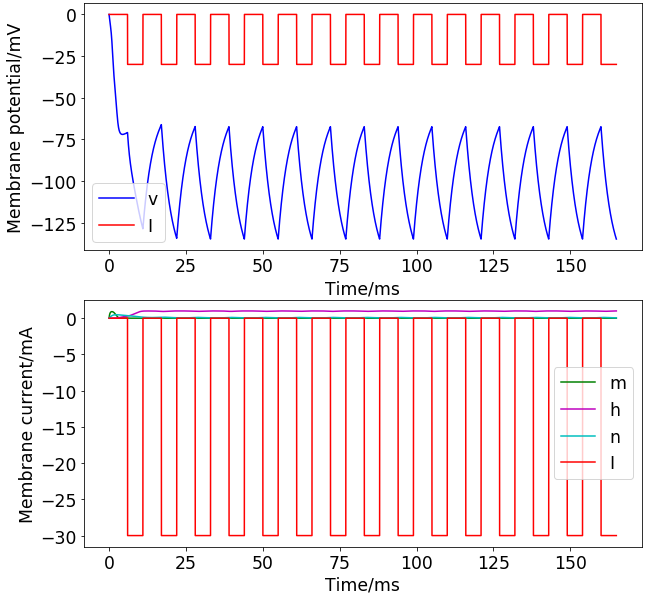 Membrane potential/mV
0
−25
−50
−75
−100
−125
v
I
0 25 50 75 100 125 150
Time/ms
Membrane current/mA
0
−5
−10
−15
−20
−25
−30
m
h
n
I
0 25 50 75 100 125 150
Time/ms